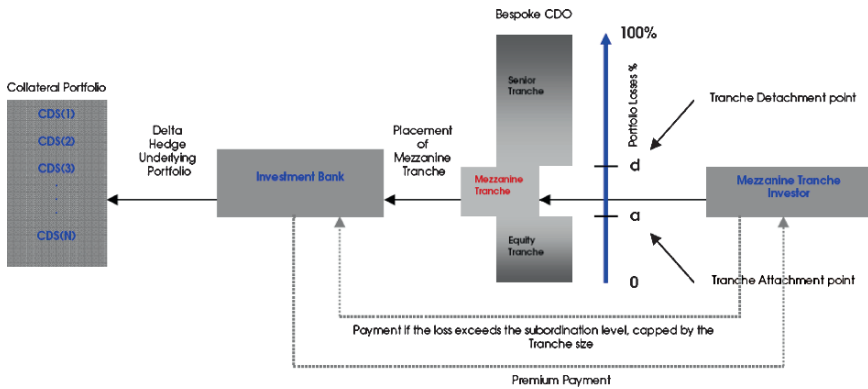 Bespoke CDO
100%
Portfolio Losses %
Senior
Tranche
Tranche Detachment point
Collateral Portfolio
CDS(1)
CDS(2)
CDS(3)
.
.
.
CDS(N)
Delta
Hedge
Underlying
Portfolio
Placement
of
Mezzanine
Tranche
d
Investment Bank
Mezzanine
Tranche
Mezzanine Tranche
Investor
a
Equity
Tranche
0
Tranche Attachment point
Payment if the loss exceeds the subordination level, capped by the
Tranche size
Premium Payment